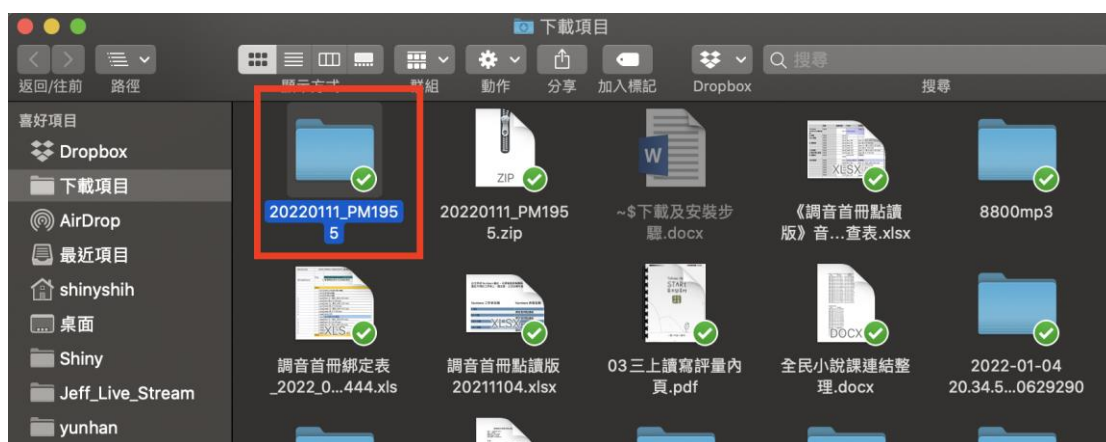 下載項目
搜尋
返回/往前
路徑
顯示方式
群組
動作
分享
加入標記
Dropbox
搜尋
喜好項目
Dropbox
下載項目
AirDrop
最近項目
shinyshih
桌面
Shiny
Jeff_Live_Stream
yunhan
20220111_PM195
5
ZIP
20220111_PM195
5.zip
W
~$下載及安裝步
驟.docx
XLSX
《調音首冊點讀
版》音...查表.xlsx
8800mp3
XLS
調音首冊綁定表
_2022_0...444.xls
XLSX
調音首冊點讀版
20211104.xlsx
03三上讀寫評量內
頁.pdf
DOCX
全民小說課連結整
理.docx
2022-01-04
20.34.5...0629290